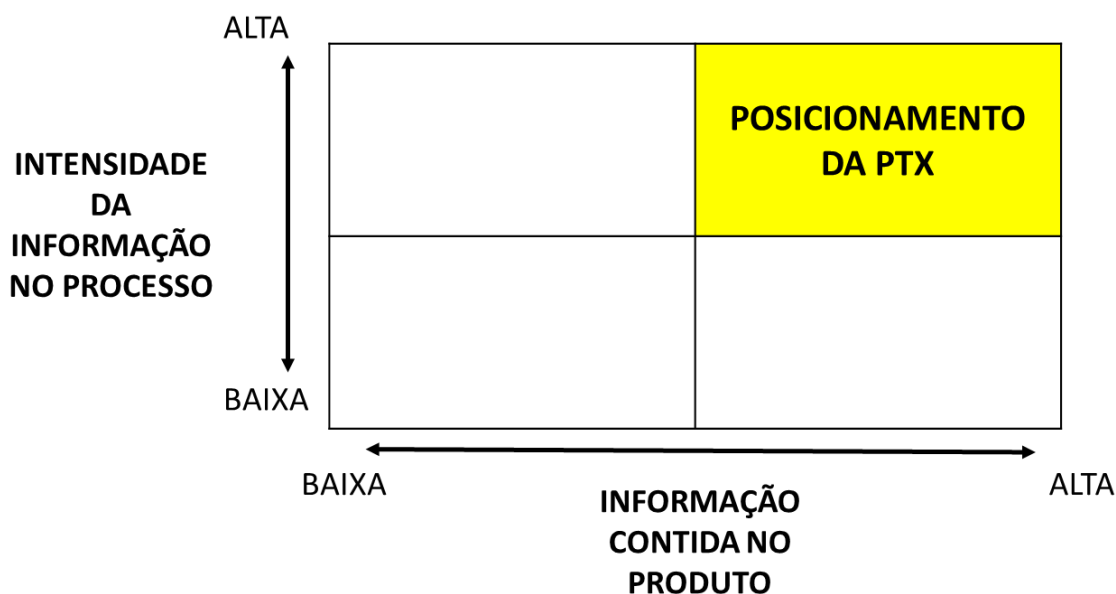 ALTA
INTENSIDADE
DA
INFORMAÇÃO
NO PROCESSO
BAIXA
POSICIONAMENTO
DA PTX
BAIXA
ALTA
INFORMAÇÃO
CONTIDA NO
PRODUTO